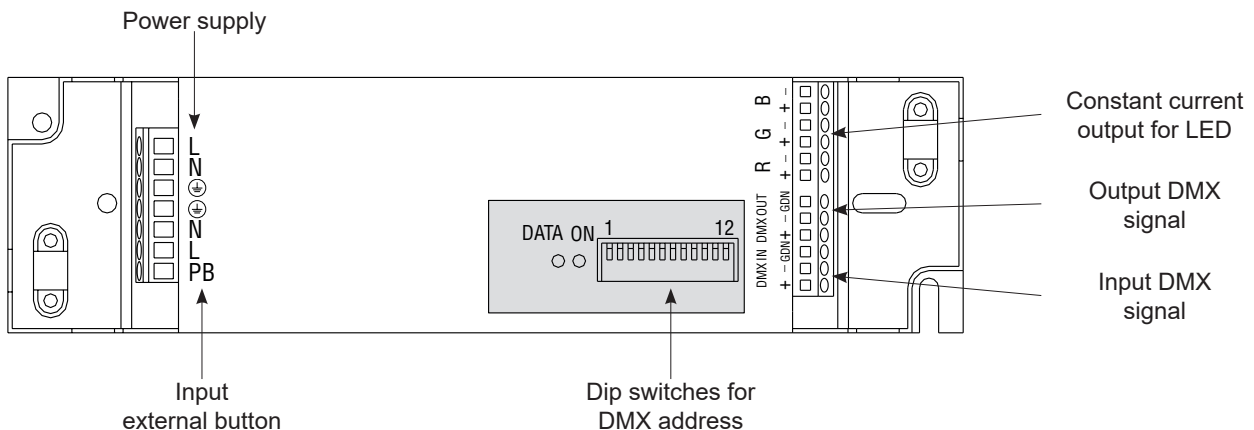 Power supply
L
N
N
L
PB
DATA ON 1 12
B - +
G - +
R - +
DMX OUT - GDN
+ -
DMX IN + - GDN
Constant current
output for LED
Output DMX
signal
Input DMX
signal
Input
external button
Dip switches for
DMX address